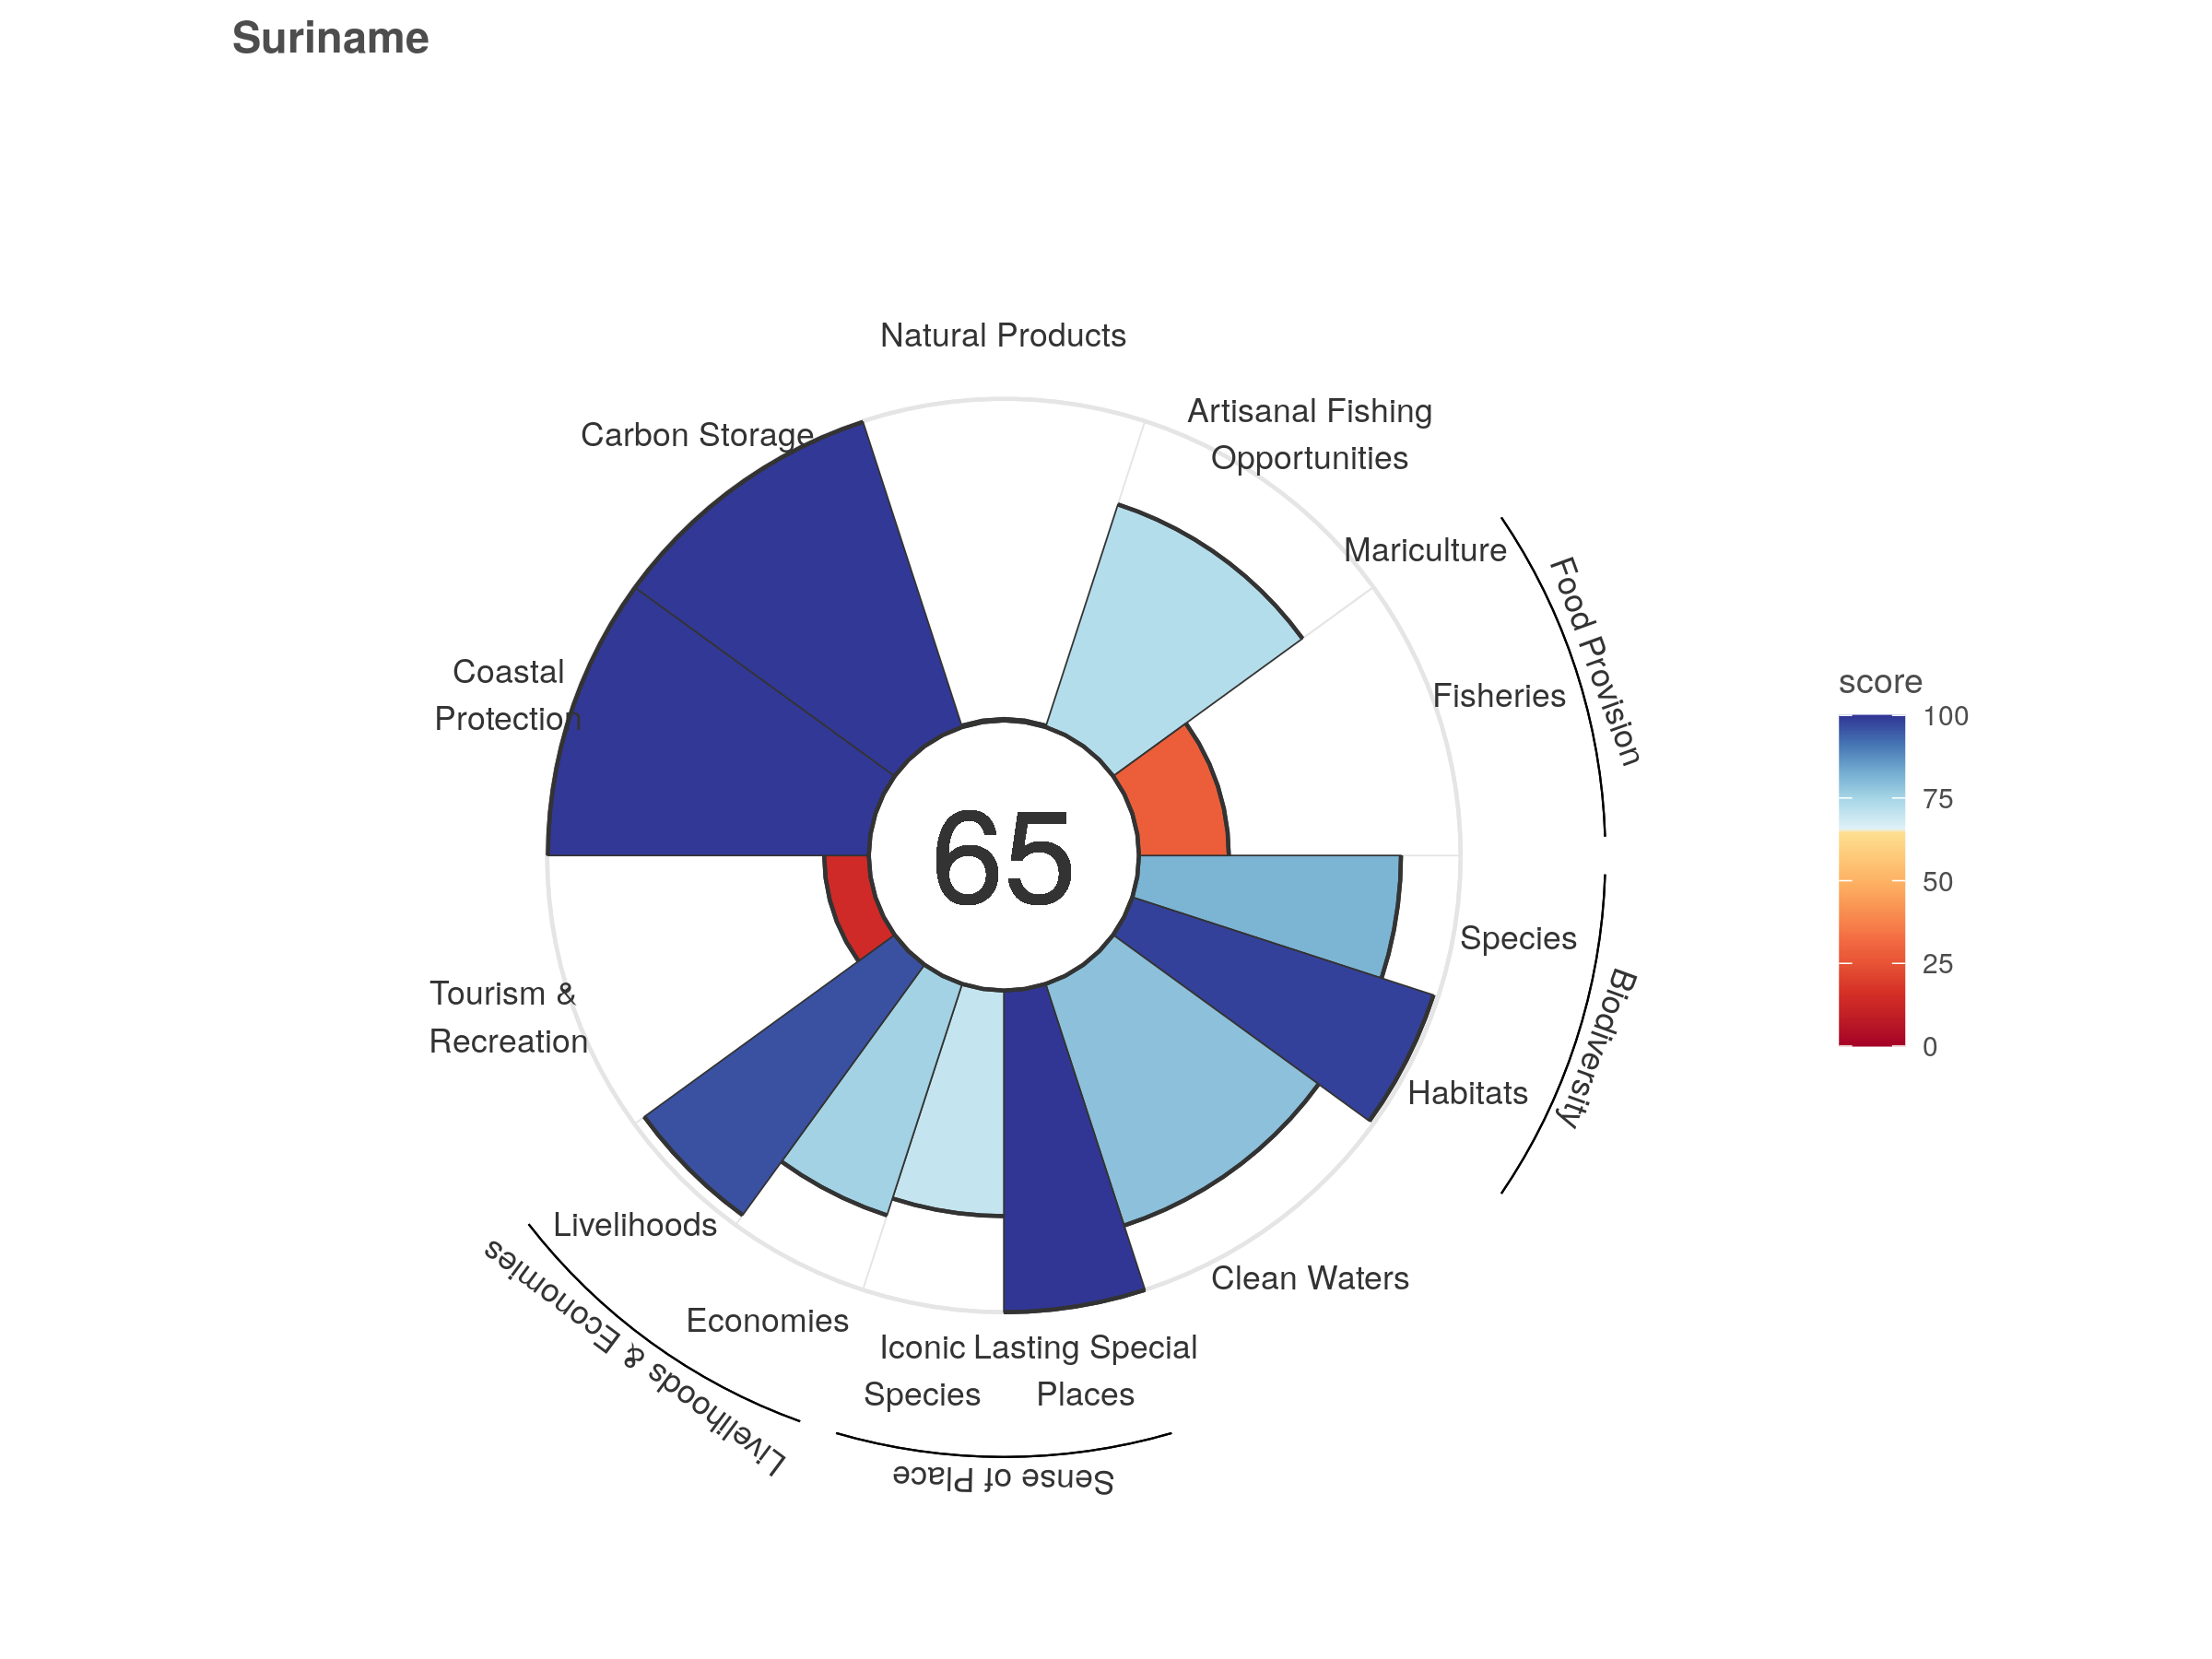 Suriname
Natural Products
Artisanal Fishing
Opportunities
Carbon Storage
Mariculture
Food Provision
Fisheries
Coastal
Protection
score
100
75
50
25
0
65
Species
Biodiversity
Tourism &
Recreation
Habitats
Livelihoods
Clean Waters
Livelihoods & Economies
Economies
Iconic
Species
Lasting Special
Places
Sense of Place